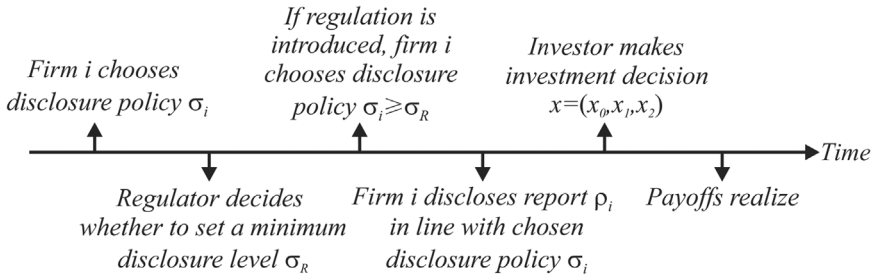 Firm i chooses
disclosure policy σi
Regulator decides
whether to set a minimum
disclosure level σR
If regulation is
introduced, firm i
chooses disclosure
policy σi≥σR
Firm i discloses report ρi
in line with chosen
disclosure policy σi
Investor makes
investment decision
x=(x0,x1,x2)
Payoffs realize
Time